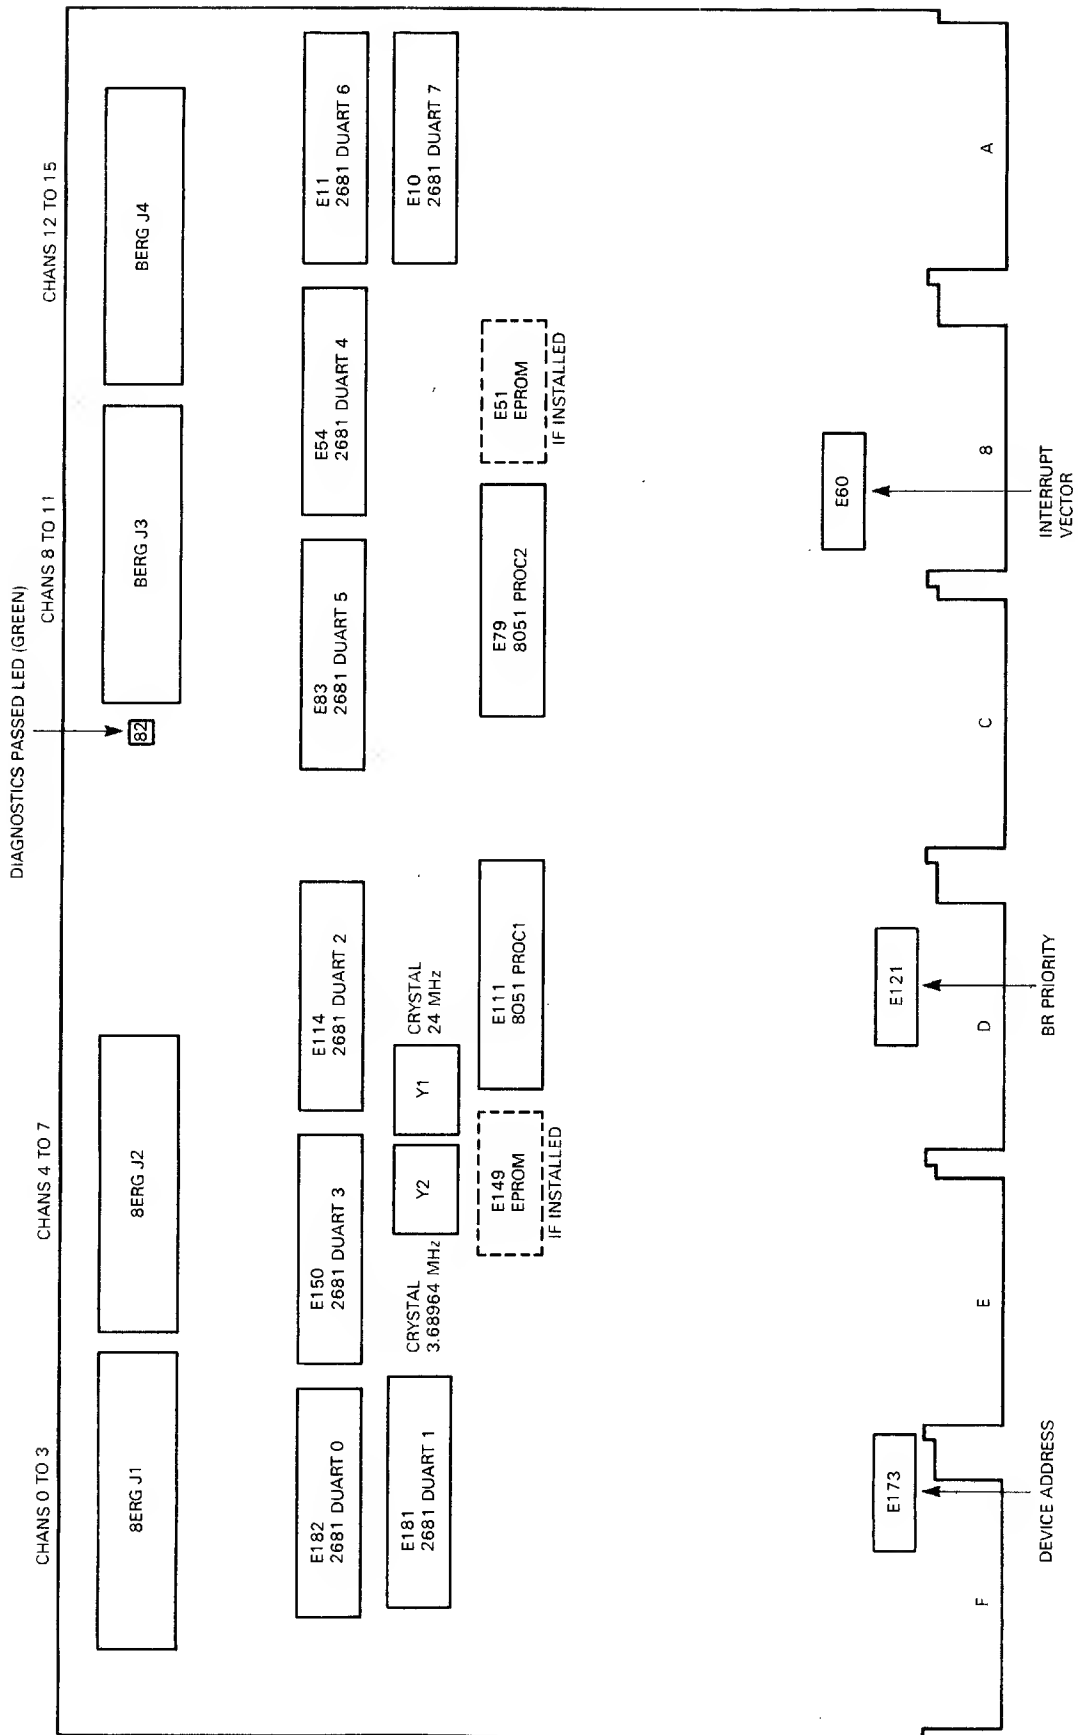 DIAGNOSTICS PASSED LED (GREEN)
CHANS 0 TO 3
CHANS 4 TO 7
CHANS 8 TO 11
CHANS 12 TO 15
8ERG J1
8ERG J2
82
BERG J3
BERG J4
E182
2681 DUART 0
E150
2681 DUART 3
E114
2681 DUART 2
E83
2681 DUART 5
E54
2681 DUART 4
E11
2681 DUART 6
E181
2681 DUART 1
CRYSTAL
3.68964 MHz
Y2
Y1
CRYSTAL
24 MHz
E10
2681 DUART 7
E149
EPROM
IF INSTALLED
E111
8051 PROC1
E79
8051 PROC2
E51
EPROM
IF INSTALLED
E173
E121
E60
F
E
D
C
8
A
DEVICE ADDRESS
BR PRIORITY
INTERRUPT
VECTOR